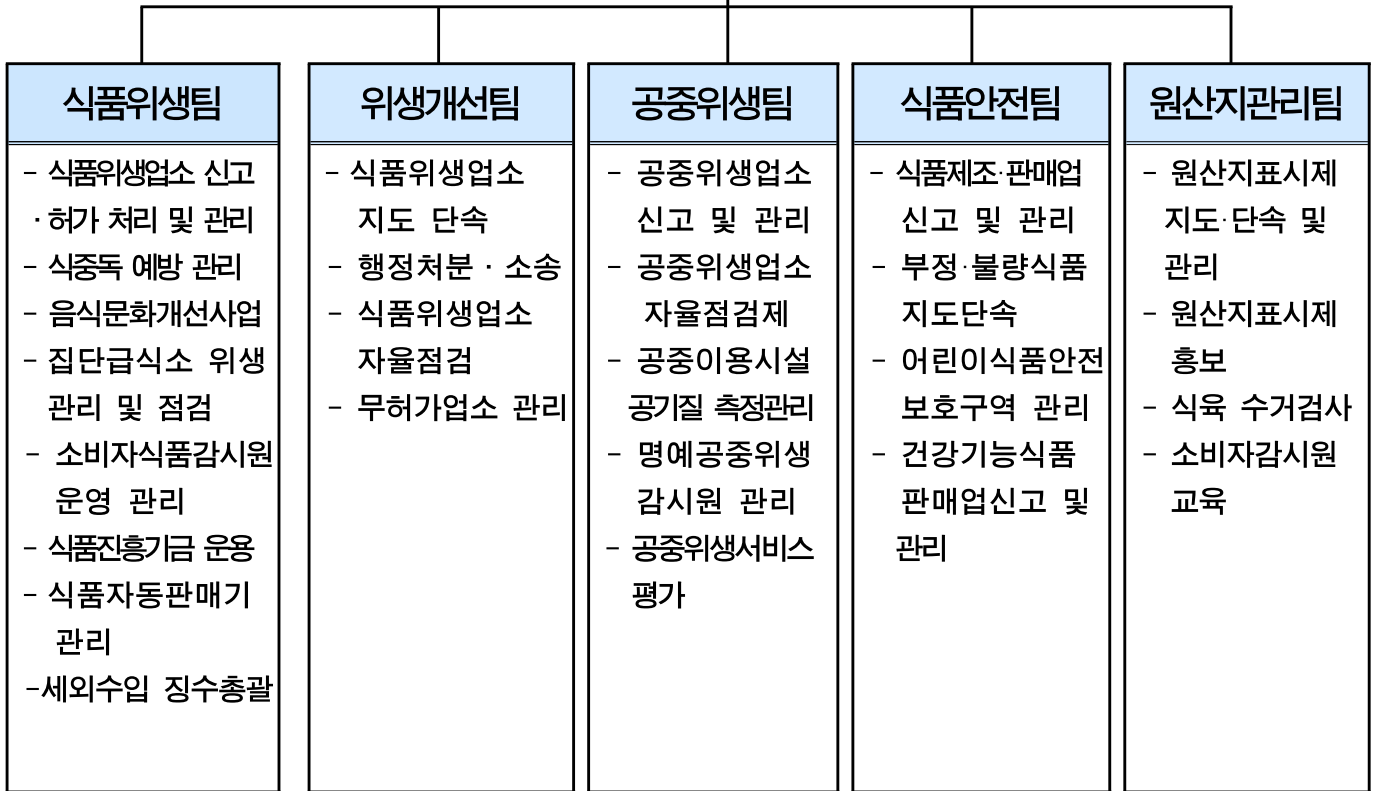 식품위생팀
- 식품위생업소 신고
·허가 처리 및 관리
- 식중독 예방 관리
- 음식문화개선사업
- 집단급식소 위생
관리 및 점검
- 소비자식품감시원
운영 관리
- 식품진흥기금 운용
- 식품자동판매기
관리
-세외수입 징수총괄
위생개선팀
- 식품위생업소
지도 단속
- 행정처분 · 소송
- 식품위생업소
자율점검
- 무허가업소 관리
공중위생팀
- 공중위생업소
신고 및 관리
- 공중위생업소
자율점검제
- 공중이용시설
공기질 측정관리
- 명예공중위생
감시원 관리
- 공중위생서비스
평가
식품안전팀
- 식품제조·판매업
신고 및 관리
- 부정·불량식품
지도단속
- 어린이식품안전
보호구역 관리
- 건강기능식품
판매업신고 및
관리
원산지관리팀
- 원산지표시제
지도·단속 및
관리
- 원산지표시제
홍보
- 식육 수거검사
- 소비자감시원
교육